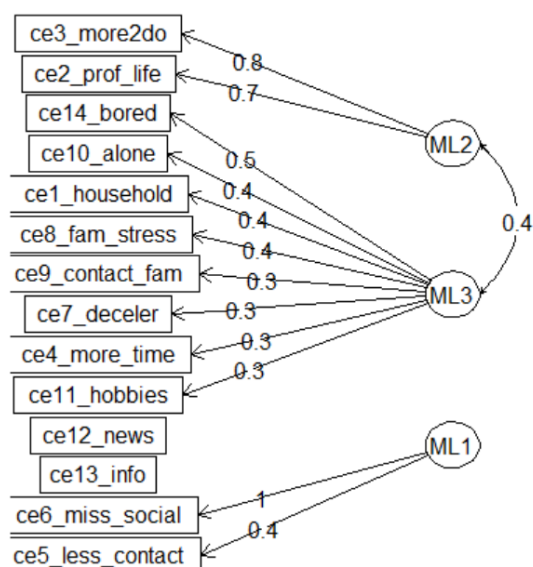 ce3_more2do
0.8
ce2_prof_life
0.7
ce14_bored
ML2
0.5
ce10_alone
0.4
ce1_household
0.4
0.4
ce8_fam_stress
0.4
ce9_contact_fam
0.3
ML3
ce7_deceler
0.3
ce4_more_time
0.3
ce11_hobbies
0.3
ce12_news
ML1
ce13_info
ce6_miss_social
1
ce5_less_contact
0.4